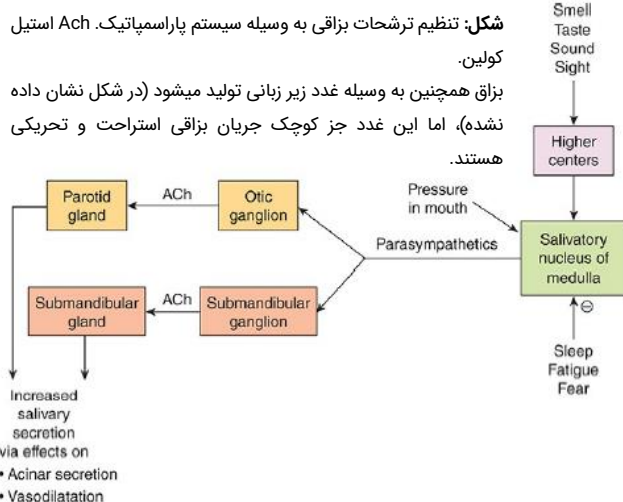 شکل: تنظیم ترشحات بزاقی به وسیله سیستم پاراسمپاتیک. Ach استیل
کولین.
بزاق همچنین به وسیله غدد زیر زبانی تولید میشود (در شکل نشان داده
نشده)، اما این غدد جز کوچک جریان بزاقی استراحت و تحریکی
هستند.
Smell
Taste
Sound
Sight
Higher
centers
Pressure
in mouth
Salivatory
nucleus of
medulla
Parasympathetics
Otic
ganglion
ACh
Parotid
gland
Submandibular
ganglion
ACh
Submandibular
gland
⊖
Sleep
Fatigue
Fear
Increased
salivary
secretion
via effects on
• Acinar secretion
• Vasodilatation